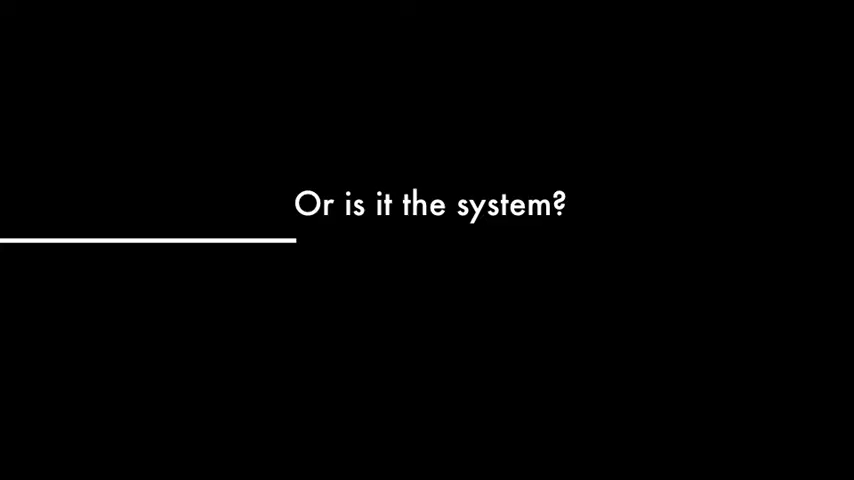 Or is it the system?